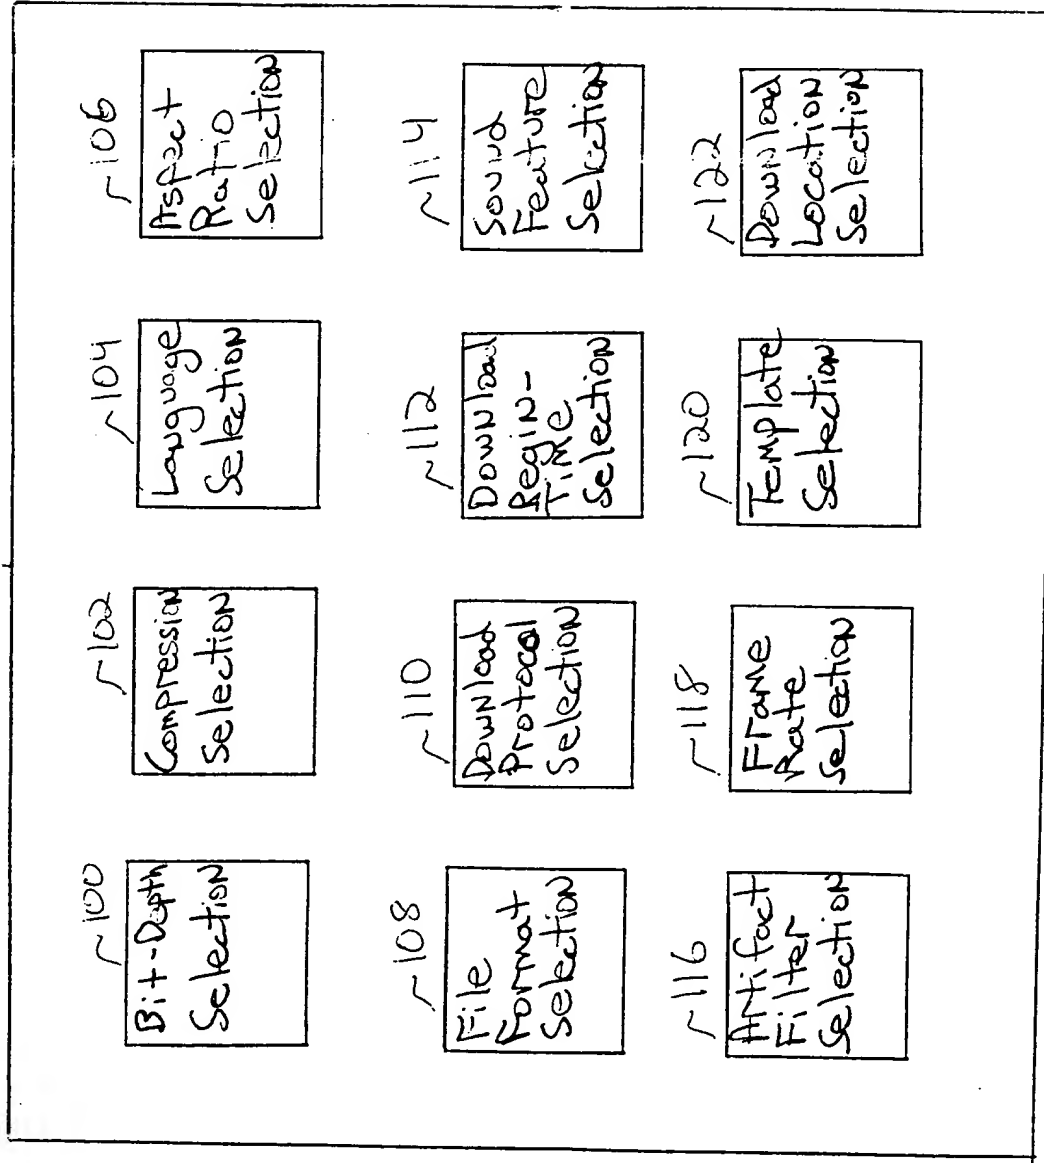 100
Bit-Depth
Selection
102
Compression
Selection
104
Language
Selection
106
Aspect
Ratio
Selection
108
File
Format
Selection
110
Download
Protocol
Selection
112
Download
Begin-
Time
Selection
114
Sound
Feature
Selection
116
Artifact
Filter
Selection
118
Frame
Rate
Selection
120
Template
Selection
122
Download
Location
Selection